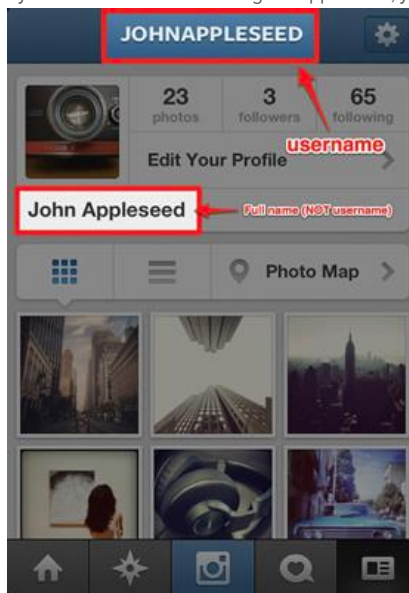 JOHNAPPLESEED
23 3 65
photos followers following
username
Edit Your Profile
John Appleseed
Full name (NOT username)
Photo Map